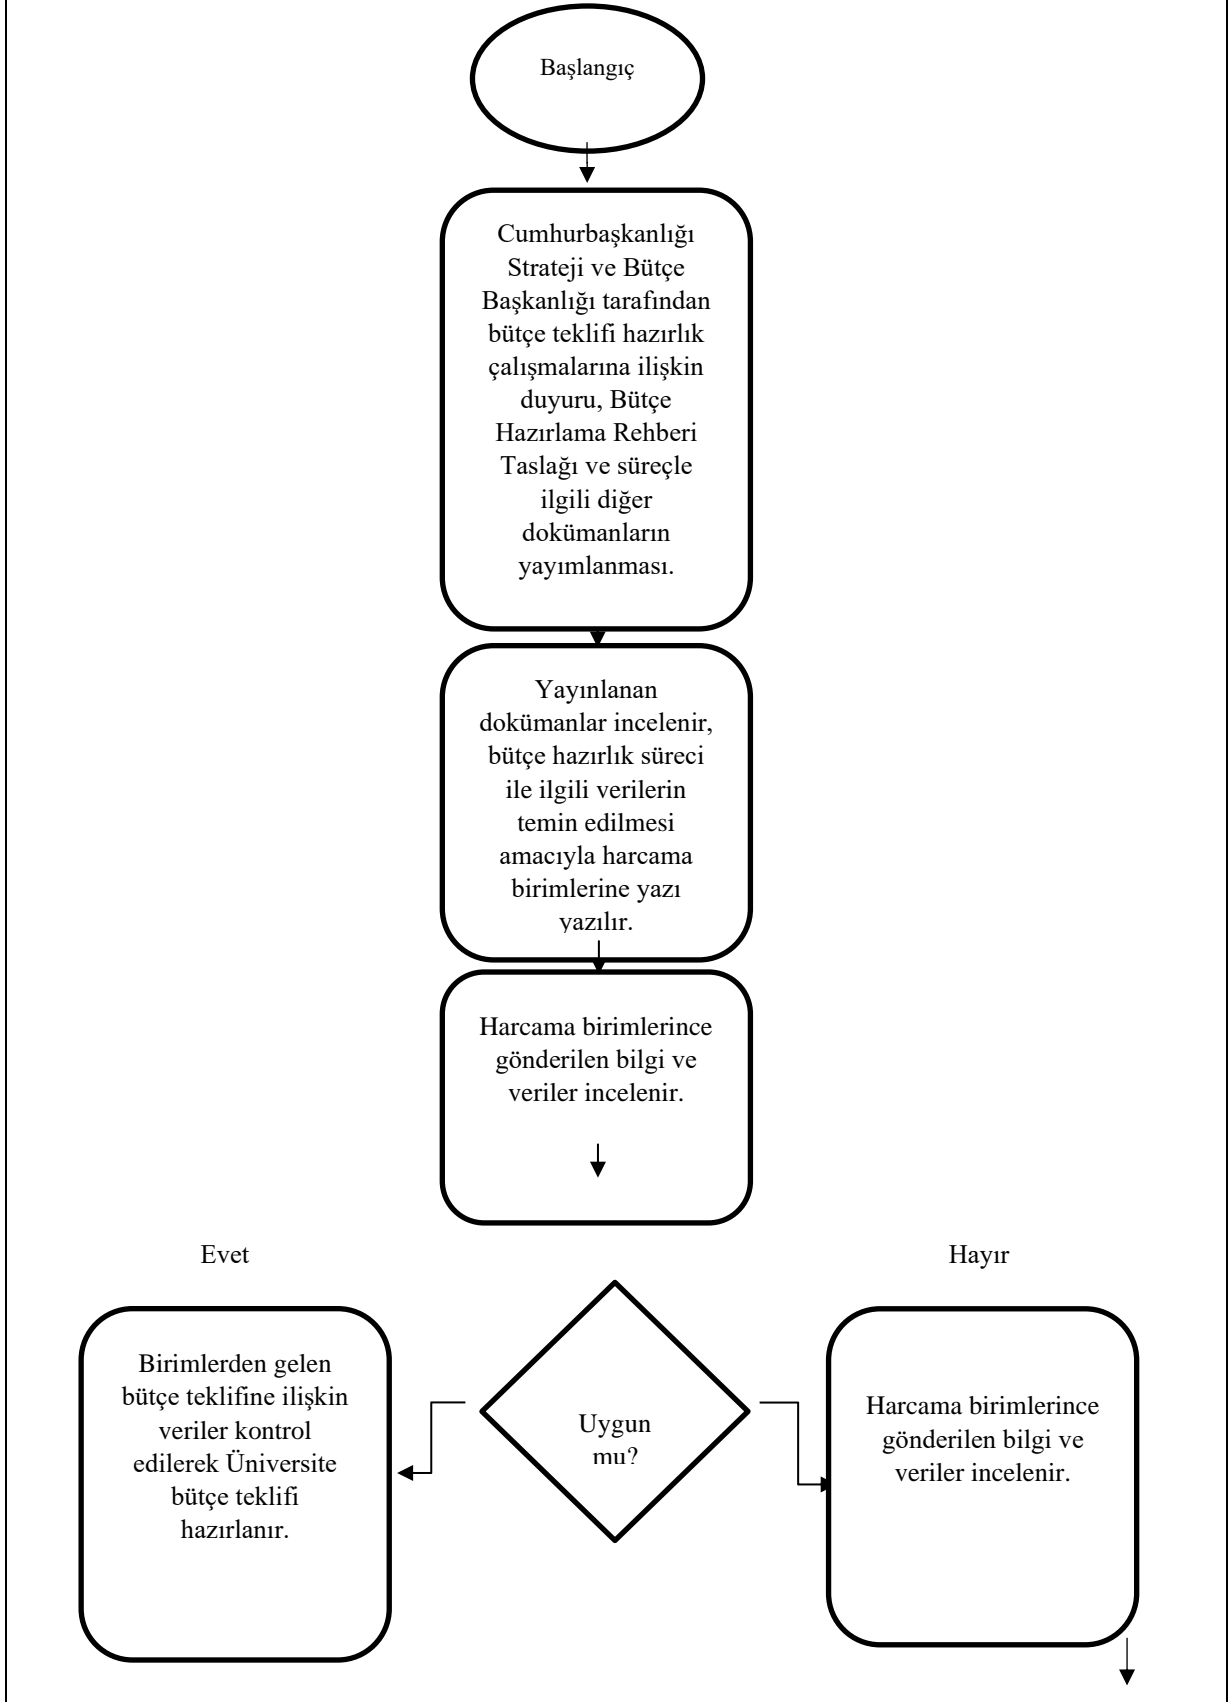 Başlangıç
Cumhurbaşkanlığı
Strateji ve Bütçe
Başkanlığı tarafından
bütçe teklifi hazırlık
çalışmalarına ilişkin
duyuru, Bütçe
Hazırlama Rehberi
Taslağı ve süreçle
ilgili diğer
dokümanların
yayımlanması.
Yayınlanan
dokümanlar incelenir,
bütçe hazırlık süreci
ile ilgili verilerin
temin edilmesi
amacıyla harcama
birimlerine yazı
yazılır.
Harcama birimlerince
gönderilen bilgi ve
veriler incelenir.
Evet
Hayır
Birimlerden gelen
bütçe teklifine ilişkin
veriler kontrol
edilerek Üniversite
bütçe teklifi
hazırlanır.
Uygun
mu?
Harcama birimlerince
gönderilen bilgi ve
veriler incelenir.